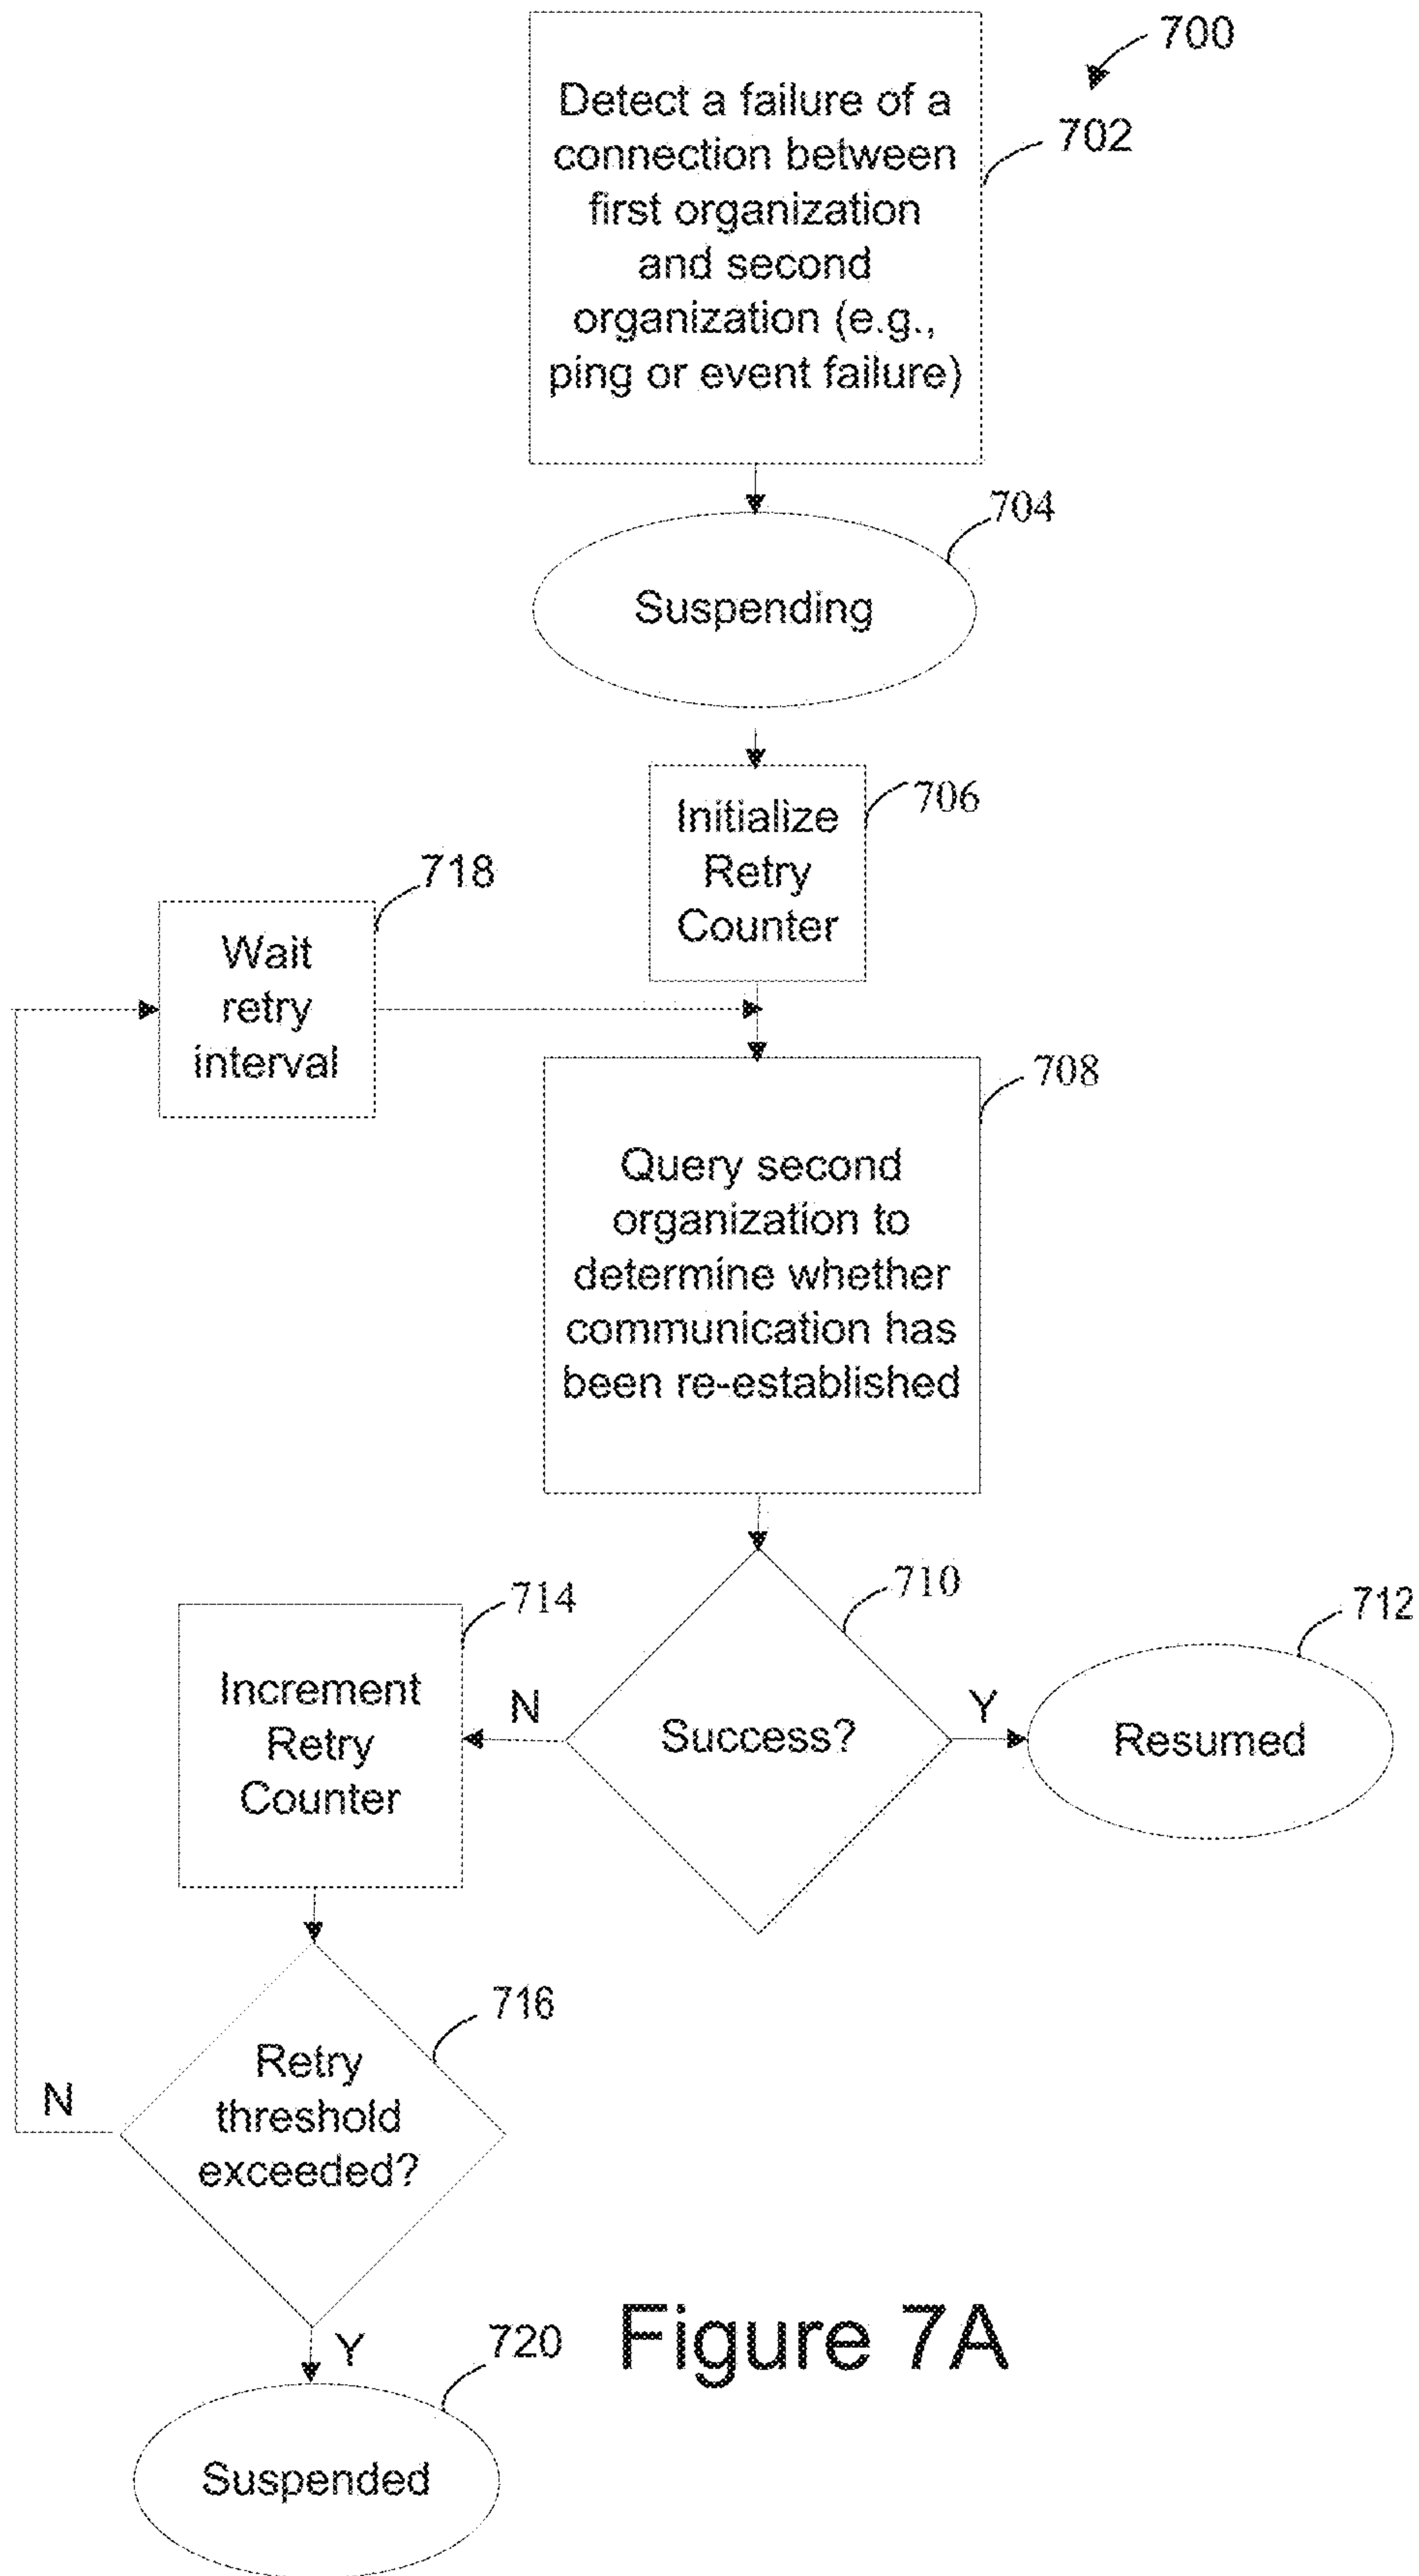 700
Detect a failure of a
connection between
first organization
and second
organization (e.g.,
ping or event failure)
702
704
Suspending
706
Initialize
Retry
Counter
718
Wait
retry
interval
708
Query second
organization to
determine whether
communication has
been re-established
710
Success?
N
Y
712
Resumed
714
Increment
Retry
Counter
716
Retry
threshold
exceeded?
N
Y
720
Suspended
Figure 7A